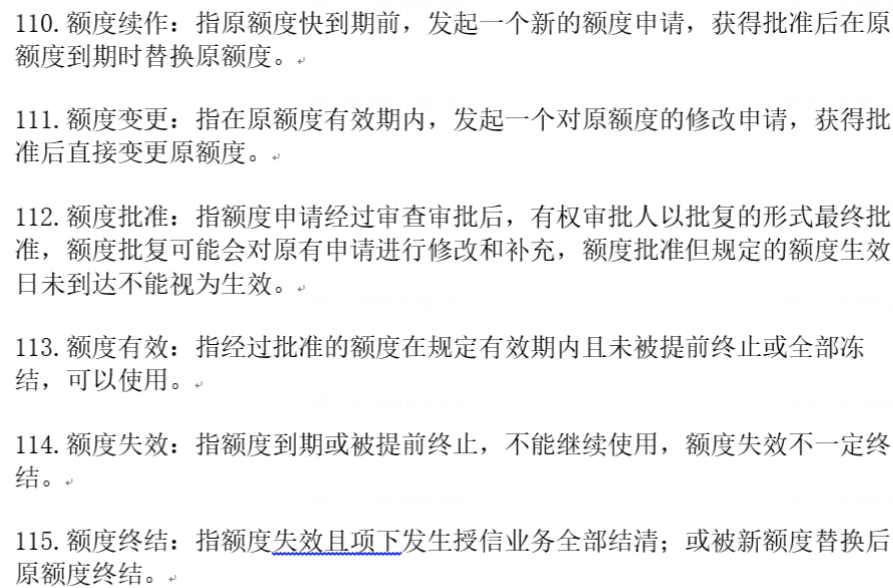 110.额度续作：指原额度快到期前，发起一个新的额度申请，获得批准后在原
额度到期时替换原额度。
111.额度变更：指在原额度有效期内，发起一个对原额度的修改申请，获得批
准后直接变更原额度。
112.额度批准：指额度申请经过审查审批后，有权审批人以批复的形式最终批
准，额度批复可能会对原有申请进行修改和补充，额度批准但规定的额度生效
日未到达不能视为生效。
113.额度有效：指经过批准的额度在规定有效期内且未被提前终止或全部冻
结，可以使用。
114.额度失效：指额度到期或被提前终止，不能继续使用，额度失效不一定终
结。
115.额度终结：指额度失效且项下发生授信业务全部结清；或被新额度替换后
原额度终结。